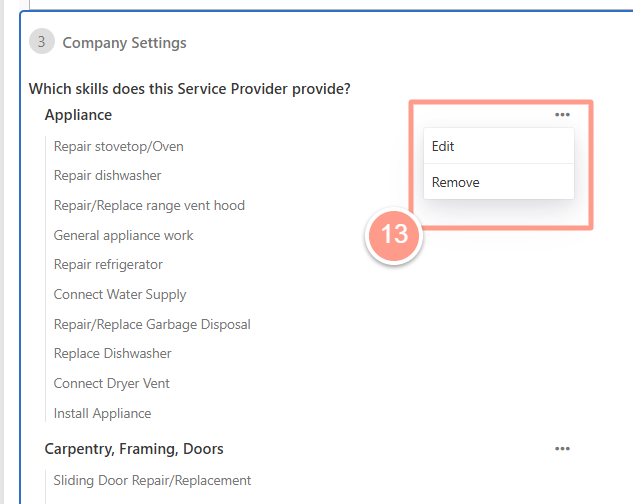 3 Company Settings
Which skills does this Service Provider provide?
Appliance •••
Edit
Repair stovetop/Oven
Repair dishwasher
Remove
Repair/Replace range vent hood
13
General appliance work
Repair refrigerator
Connect Water Supply
Repair/Replace Garbage Disposal
Replace Dishwasher
Connect Dryer Vent
Install Appliance
Carpentry, Framing, Doors •••
Sliding Door Repair/Replacement